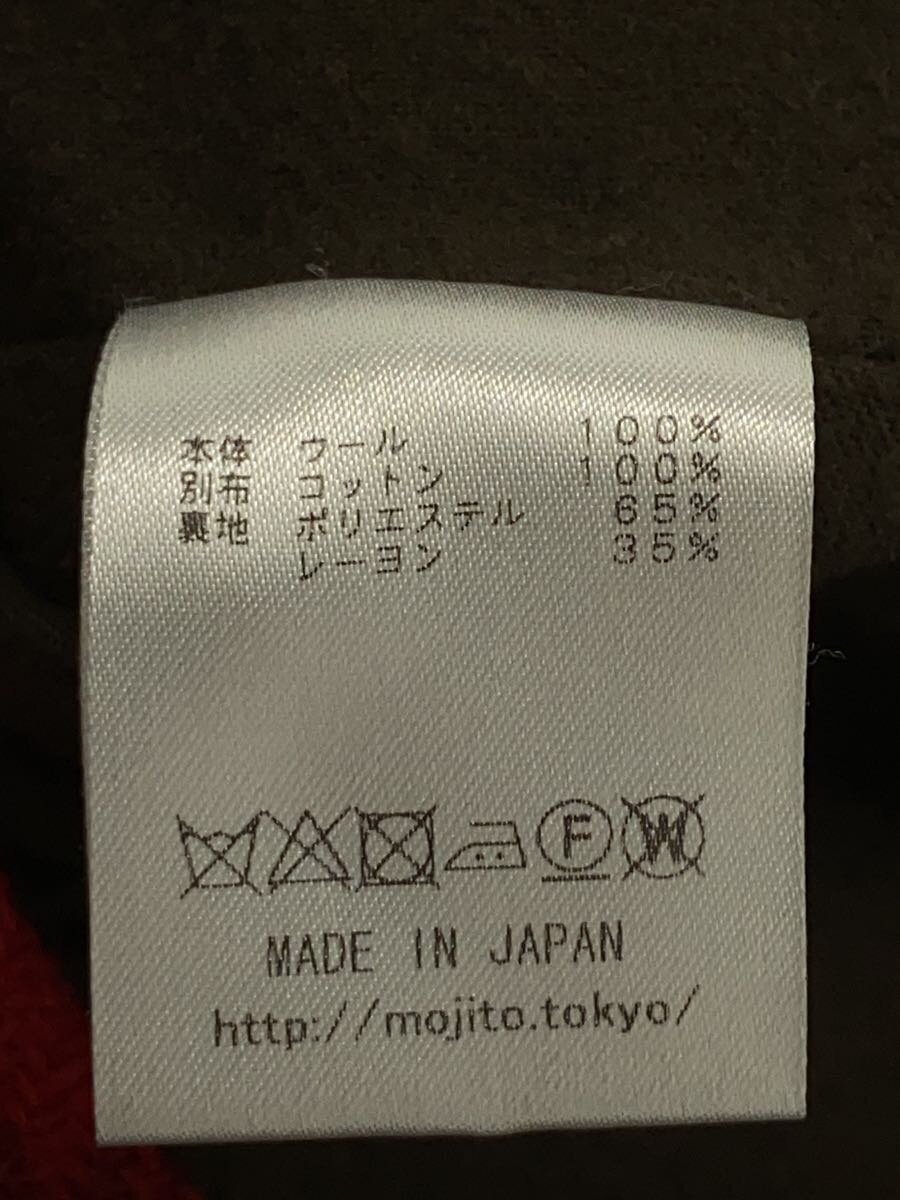 本体 ウール 100%
別布 コットン 100%
裏地 ポリエステル 65%
レーヨン 35%
F W
MADE IN JAPAN
http://mojito.tokyo/